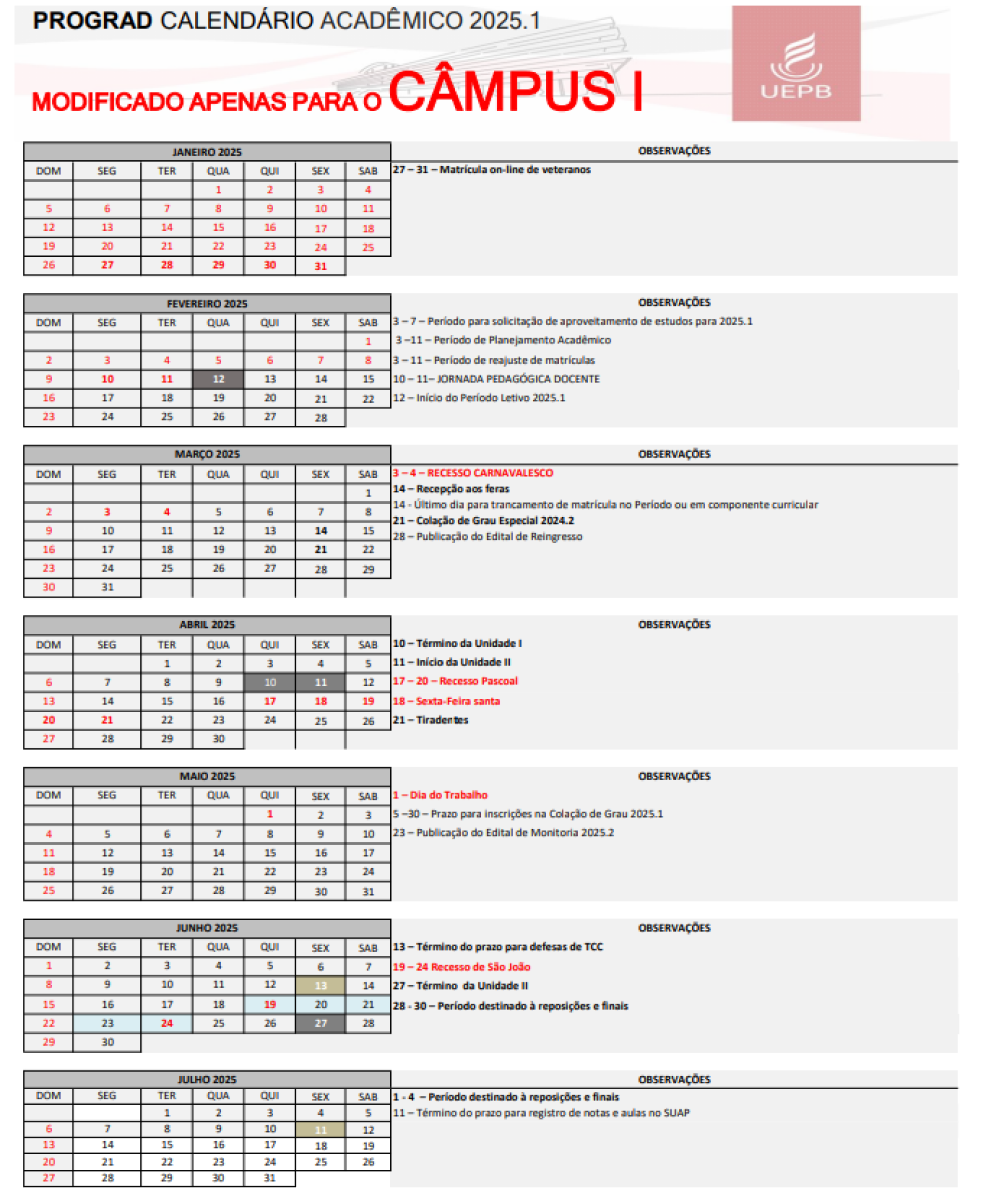 PROGRAD CALENDÁRIO ACADÊMICO 2025.1
MODIFICADO APENAS PARA O CÂMPUS I
UEPB
JANEIRO 2025
DOM SEG TER QUA QUI SEX SAB
1 2 3 4
5 6 7 8 9 10 11
12 13 14 15 16 17 18
19 20 21 22 23 24 25
26 27 28 29 30 31
OBSERVAÇÕES
27 – 31 – Matrícula on-line de veteranos
FEVEREIRO 2025
DOM SEG TER QUA QUI SEX SAB
1
2 3 4 5 6 7 8
9 10 11 12 13 14 15
16 17 18 19 20 21 22
23 24 25 26 27 28
OBSERVAÇÕES
3 – 7 – Período para solicitação de aproveitamento de estudos para 2025.1
3 –11 – Período de Planejamento Acadêmico
3 – 11 – Período de reajuste de matrículas
10 – 11– JORNADA PEDAGÓGICA DOCENTE
12 – Início do Período Letivo 2025.1
MARÇO 2025
DOM SEG TER QUA QUI SEX SAB
1
2 3 4 5 6 7 8
9 10 11 12 13 14 15
16 17 18 19 20 21 22
23 24 25 26 27 28 29
30 31
OBSERVAÇÕES
3 – 4 – RECESSO CARNAVALESCO
14 – Recepção aos feras
14 - Último dia para trancamento de matrícula no Período ou em componente curricular
21 – Colação de Grau Especial 2024.2
28 – Publicação do Edital de Reingresso
ABRIL 2025
DOM SEG TER QUA QUI SEX SAB
1 2 3 4 5
6 7 8 9 10 11 12
13 14 15 16 17 18 19
20 21 22 23 24 25 26
27 28 29 30
OBSERVAÇÕES
10 – Término da Unidade I
11 – Início da Unidade II
17 – 20 – Recesso Pascoal
18 – Sexta-Feira santa
21 – Tiradentes
MAIO 2025
DOM SEG TER QUA QUI SEX SAB
1 2 3
4 5 6 7 8 9 10
11 12 13 14 15 16 17
18 19 20 21 22 23 24
25 26 27 28 29 30 31
OBSERVAÇÕES
1 – Dia do Trabalho
5 –30 – Prazo para inscrições na Colação de Grau 2025.1
23 – Publicação do Edital de Monitoria 2025.2
JUNHO 2025
DOM SEG TER QUA QUI SEX SAB
1 2 3 4 5 6 7
8 9 10 11 12 13 14
15 16 17 18 19 20 21
22 23 24 25 26 27 28
29 30
OBSERVAÇÕES
13 – Término do prazo para defesas de TCC
19 – 24 Recesso de São João
27 – Término da Unidade II
28 - 30 – Período destinado à reposições e finais
JULHO 2025
DOM SEG TER QUA QUI SEX SAB
1 2 3 4 5
6 7 8 9 10 11 12
13 14 15 16 17 18 19
20 21 22 23 24 25 26
27 28 29 30 31
OBSERVAÇÕES
1 - 4 – Período destinado à reposições e finais
11 – Término do prazo para registro de notas e aulas no SUAP